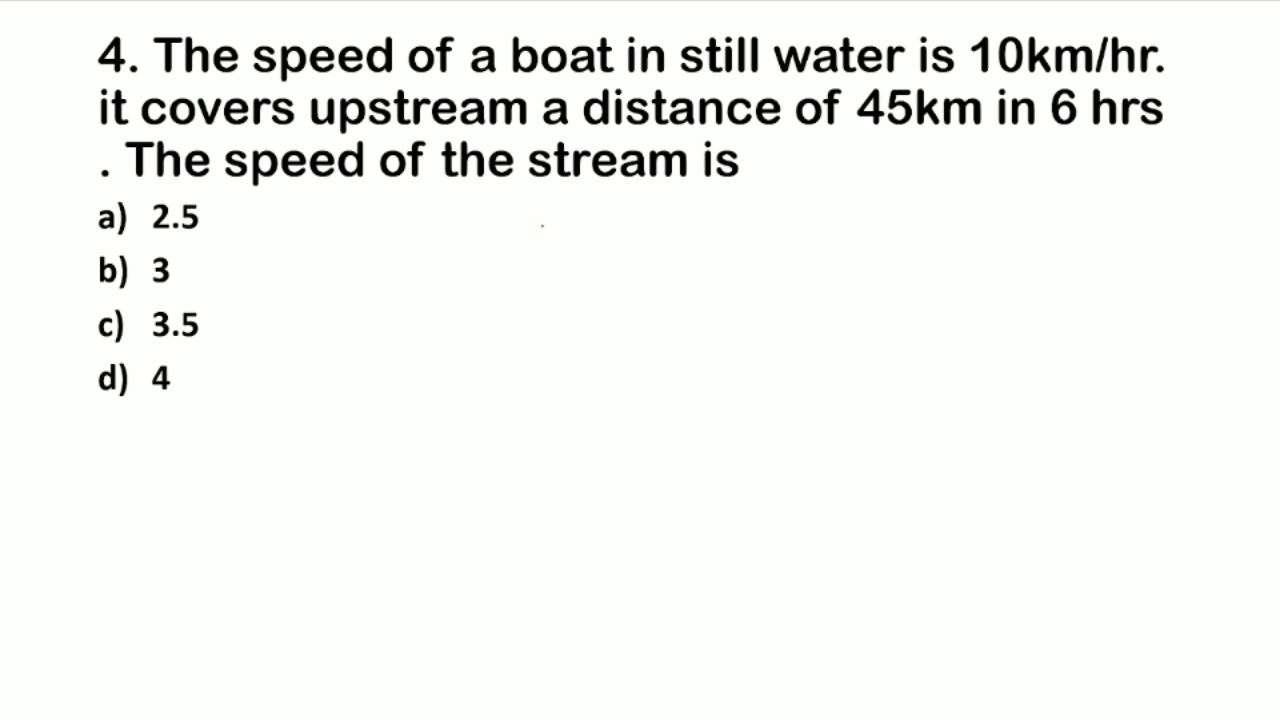 4. The speed of a boat in still water is 10km/hr.
it covers upstream a distance of 45km in 6 hrs
. The speed of the stream is
a) 2.5
b) 3
c) 3.5
d) 4